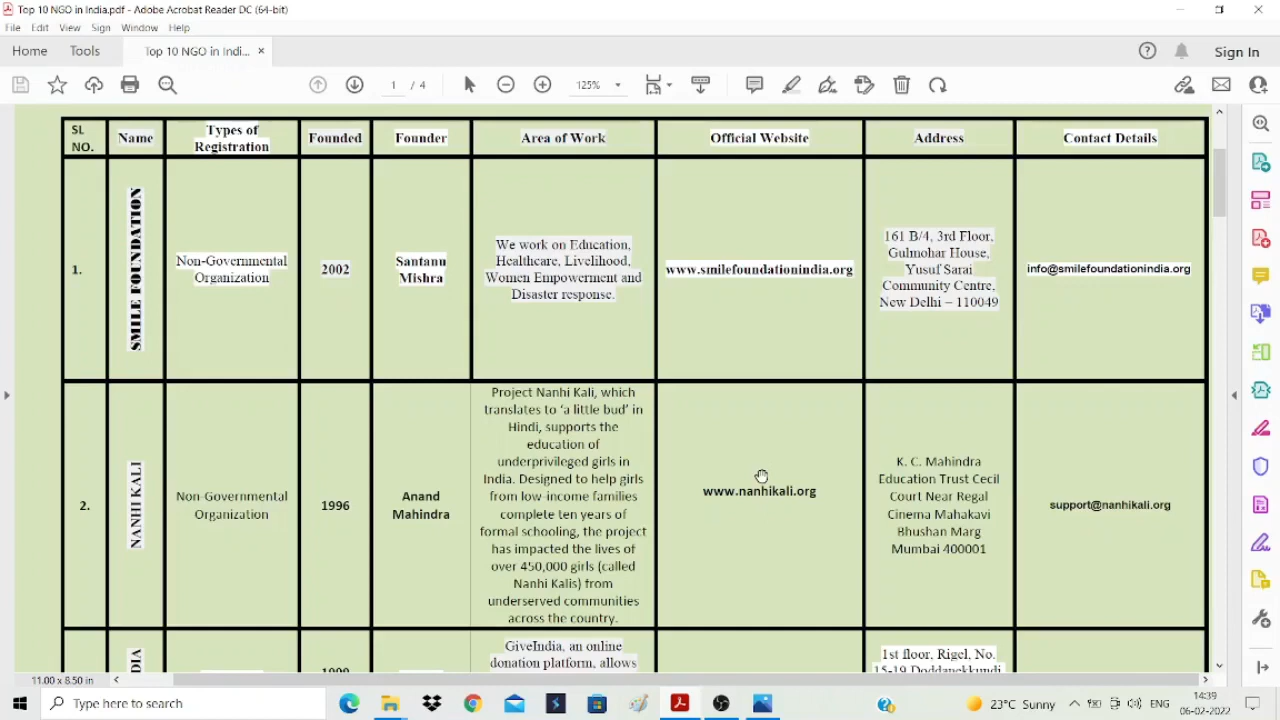 Top 10 NGO in India.pdf - Adobe Acrobat Reader DC (64-bit)
File Edit View Sign Window Help
Home Tools Top 10 NGO in Indi... × Sign In
1 / 4 125%
SL NO. Name Types of Registration Founded Founder Area of Work Official Website Address Contact Details
1.
SMILE FOUNDATION
Non-Governmental
Organization
2002
Santanu
Mishra
We work on Education,
Healthcare, Livelihood,
Women Empowerment and
Disaster response.
www.smilefoundationindia.org
161 B/4, 3rd Floor,
Gulmohar House,
Yusuf Sarai
Community Centre,
New Delhi – 110049
info@smilefoundationindia.org
2.
NANHI KALI
Non-Governmental
Organization
1996
Anand
Mahindra
Project Nanhi Kali, which
translates to ‘a little bud’ in
Hindi, supports the
education of
underprivileged girls in
India. Designed to help girls
from low-income families
complete ten years of
formal schooling, the project
has impacted the lives of
over 450,000 girls (called
Nanhi Kalis) from
underserved communities
across the country.
www.nanhikali.org
K. C. Mahindra
Education Trust Cecil
Court Near Regal
Cinema Mahakavi
Bhushan Marg
Mumbai 400001
support@nanhikali.org
GiveIndia, an online
donation platform, allows
1st floor, Rigel, No.
15-19 Doddanekkundi
11.00 x 8.50 in
Type here to search
23°C Sunny
ENG
14:39
06-02-2022